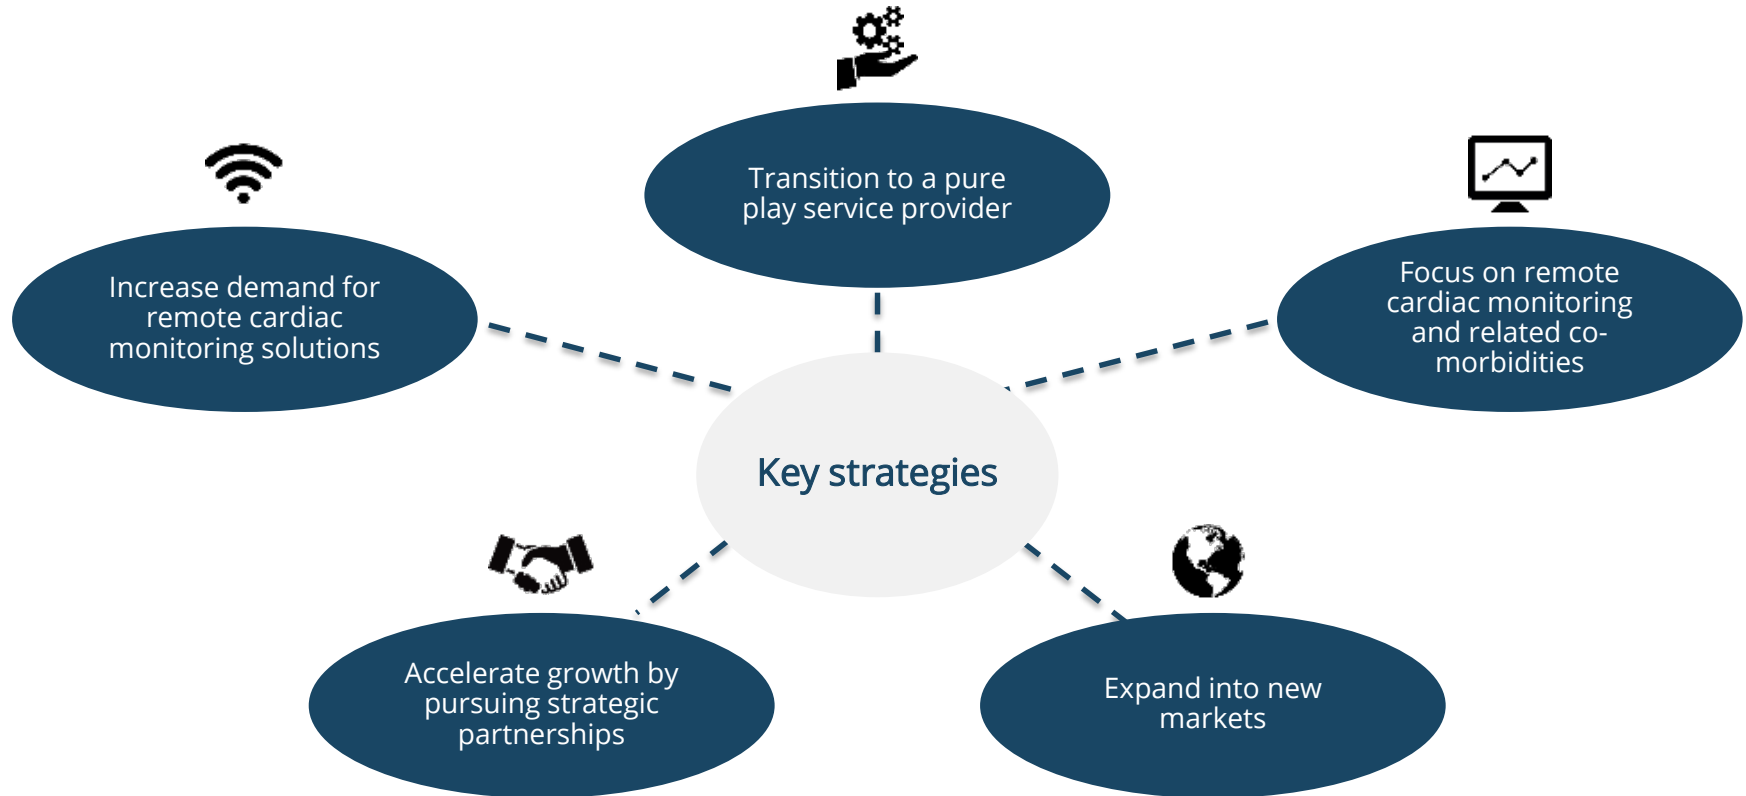 Transition to a pure
play service provider
Increase demand for
remote cardiac
monitoring solutions
Focus on remote
cardiac monitoring
and related co-
morbidities
Key strategies
Accelerate growth by
pursuing strategic
partnerships
Expand into new
markets